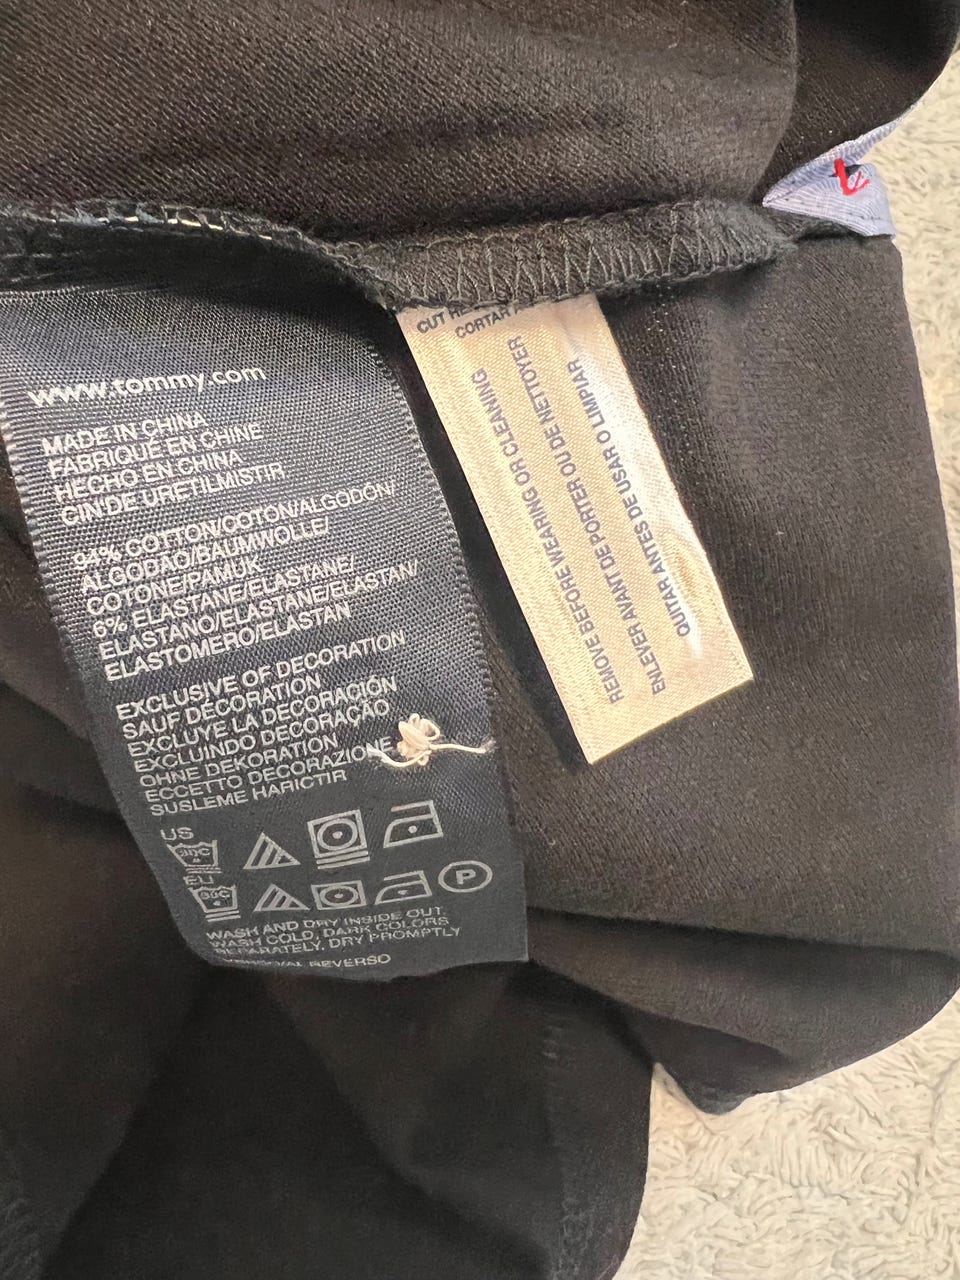 www.tommy.com
MADE IN CHINA
FABRIQUÉ EN CHINE
HECHO EN CHINA
CIN'DE URETILMISTIR
94% COTTON/COTON/ALGODÓN/
ALGODAO/BAUMWOLLE/
COTONE/PAMUK
6% ELASTANE/ELASTANE/
ELASTANO/ELASTANE/ELASTAN/
ELASTOMERO/ELASTAN
EXCLUSIVE OF DECORATION
SAUF DÉCORATION
EXCLUYE LA DECORACIÓN
EXCLUINDO DECORAÇÃO
OHNE DEKORATION
ECCETTO DECORAZIONE
SUSLEME HARICTIR
US
30C
EU
30C
P
WASH AND DRY INSIDE OUT
WASH COLD, DARK COLORS
SEPARATELY, DRY PROMPTLY
REVERSO
CUT
CORTAR
REMOVE BEFORE WEARING OR CLEANING
ENLEVER AVANT DE PORTER OU DE NETTOYER
QUITAR ANTES DE USAR O LIMPIAR